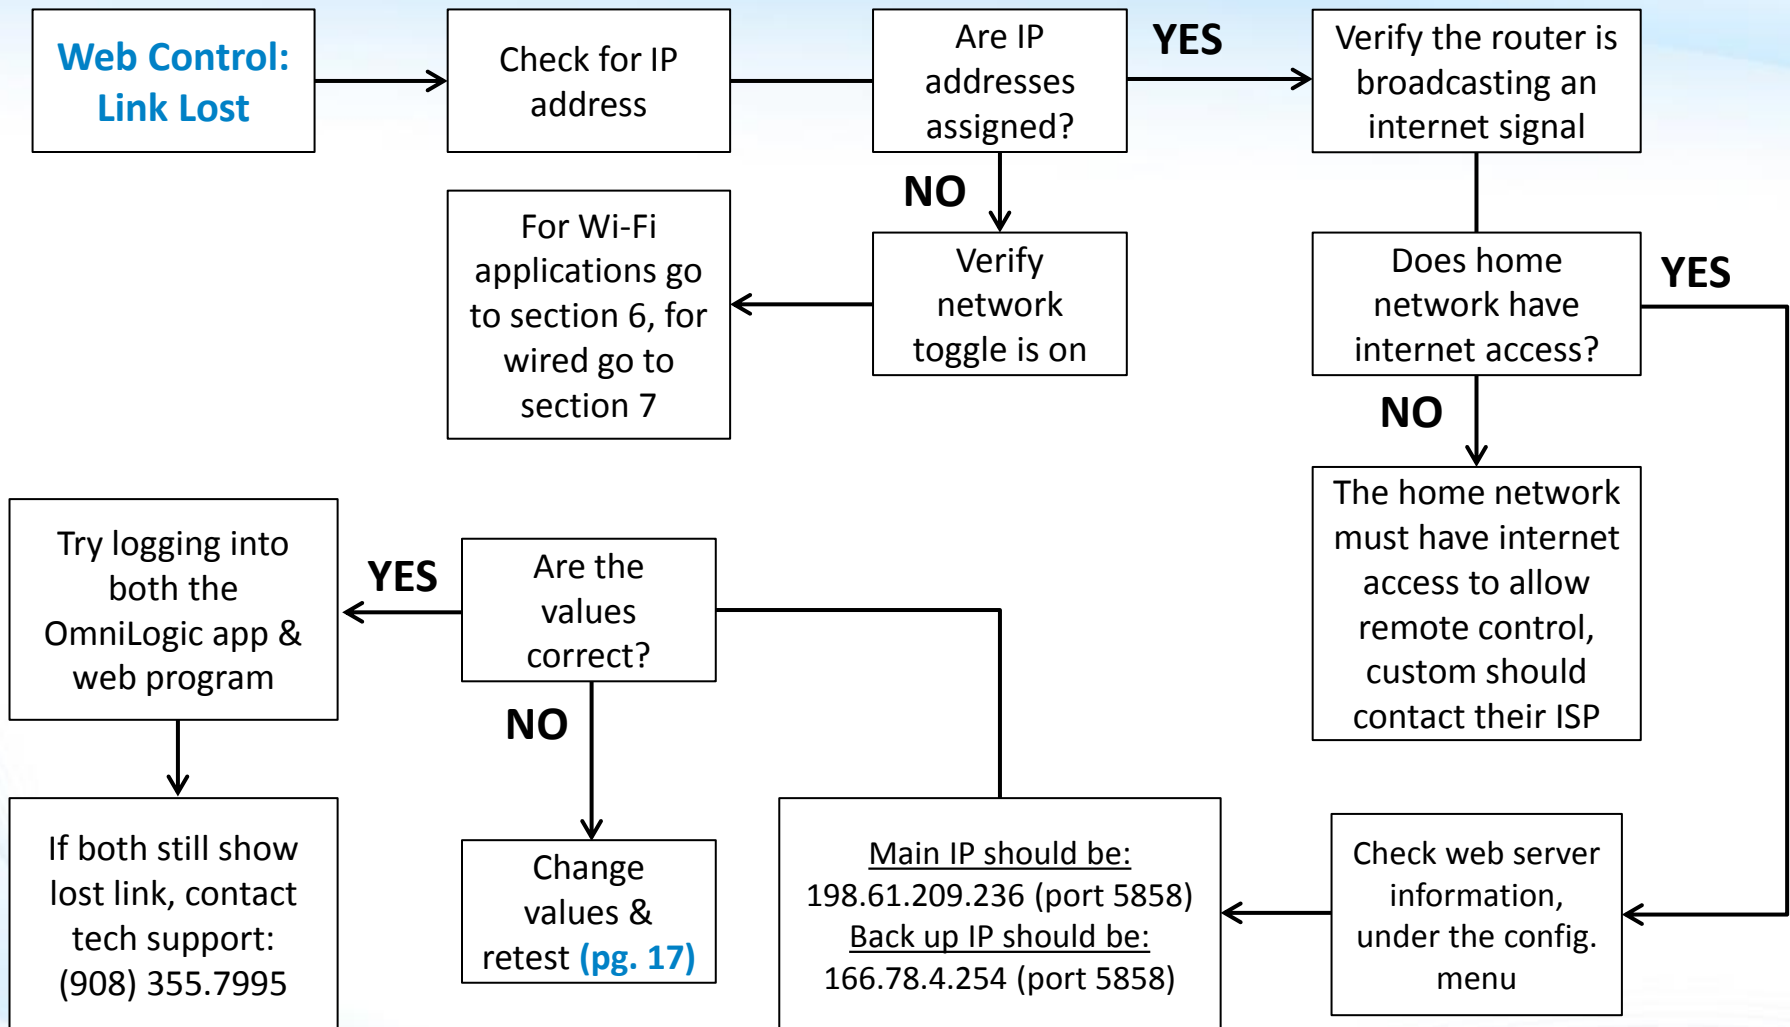 Web Control:
Link Lost
Check for IP
address
Are IP
addresses
assigned?
YES
Verify the router is
broadcasting an
internet signal
NO
For Wi-Fi
applications go
to section 6, for
wired go to
section 7
Verify
network
toggle is on
Does home
network have
internet access?
YES
NO
The home network
must have internet
access to allow
remote control,
custom should
contact their ISP
Try logging into
both the
OmniLogic app &
web program
YES
Are the
values
correct?
NO
If both still show
lost link, contact
tech support:
(908) 355.7995
Change
values &
retest (pg. 17)
Main IP should be:
198.61.209.236 (port 5858)
Back up IP should be:
166.78.4.254 (port 5858)
Check web server
information,
under the config.
menu